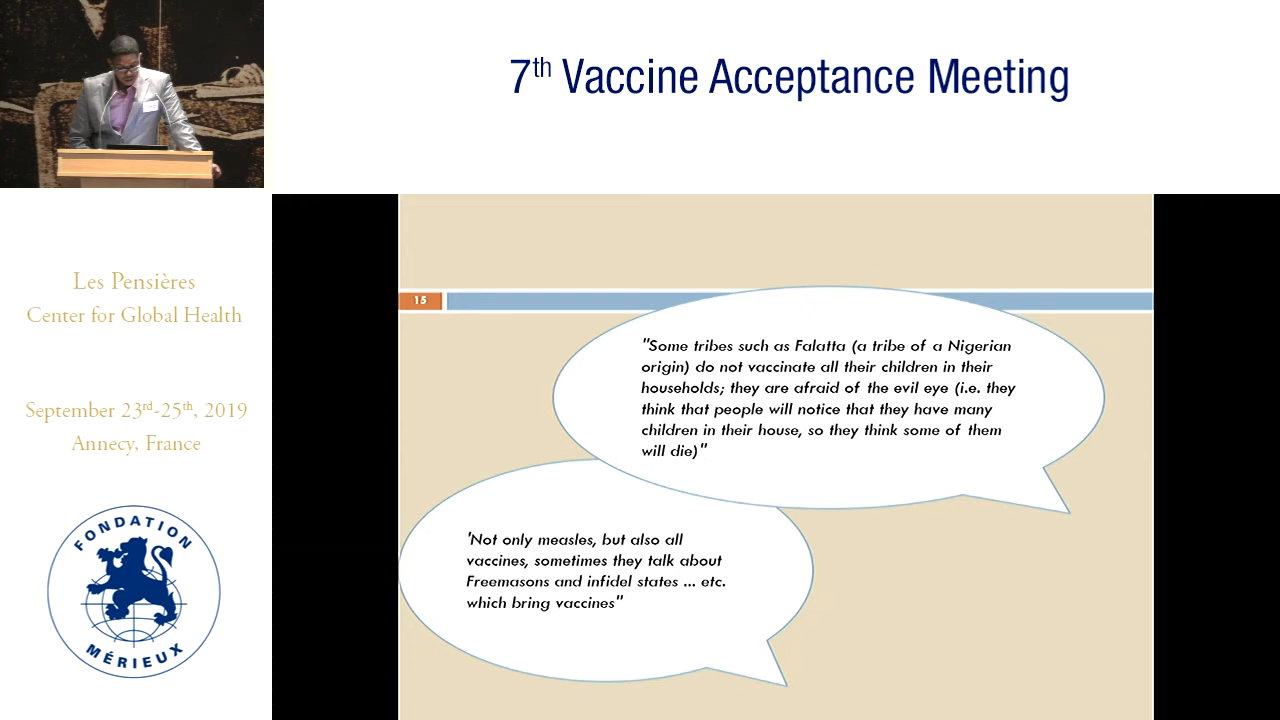 7th Vaccine Acceptance Meeting
Les Pensières
Center for Global Health
September 23rd-25th, 2019
Annecy, France
FONDATION
MÉRIEUX
15
"Some tribes such as Falatta (a tribe of a Nigerian
origin) do not vaccinate all their children in their
households; they are afraid of the evil eye (i.e. they
think that people will notice that they have many
children in their house, so they think some of them
will die)"
'Not only measles, but also all
vaccines, sometimes they talk about
Freemasons and infidel states ... etc.
which bring vaccines"